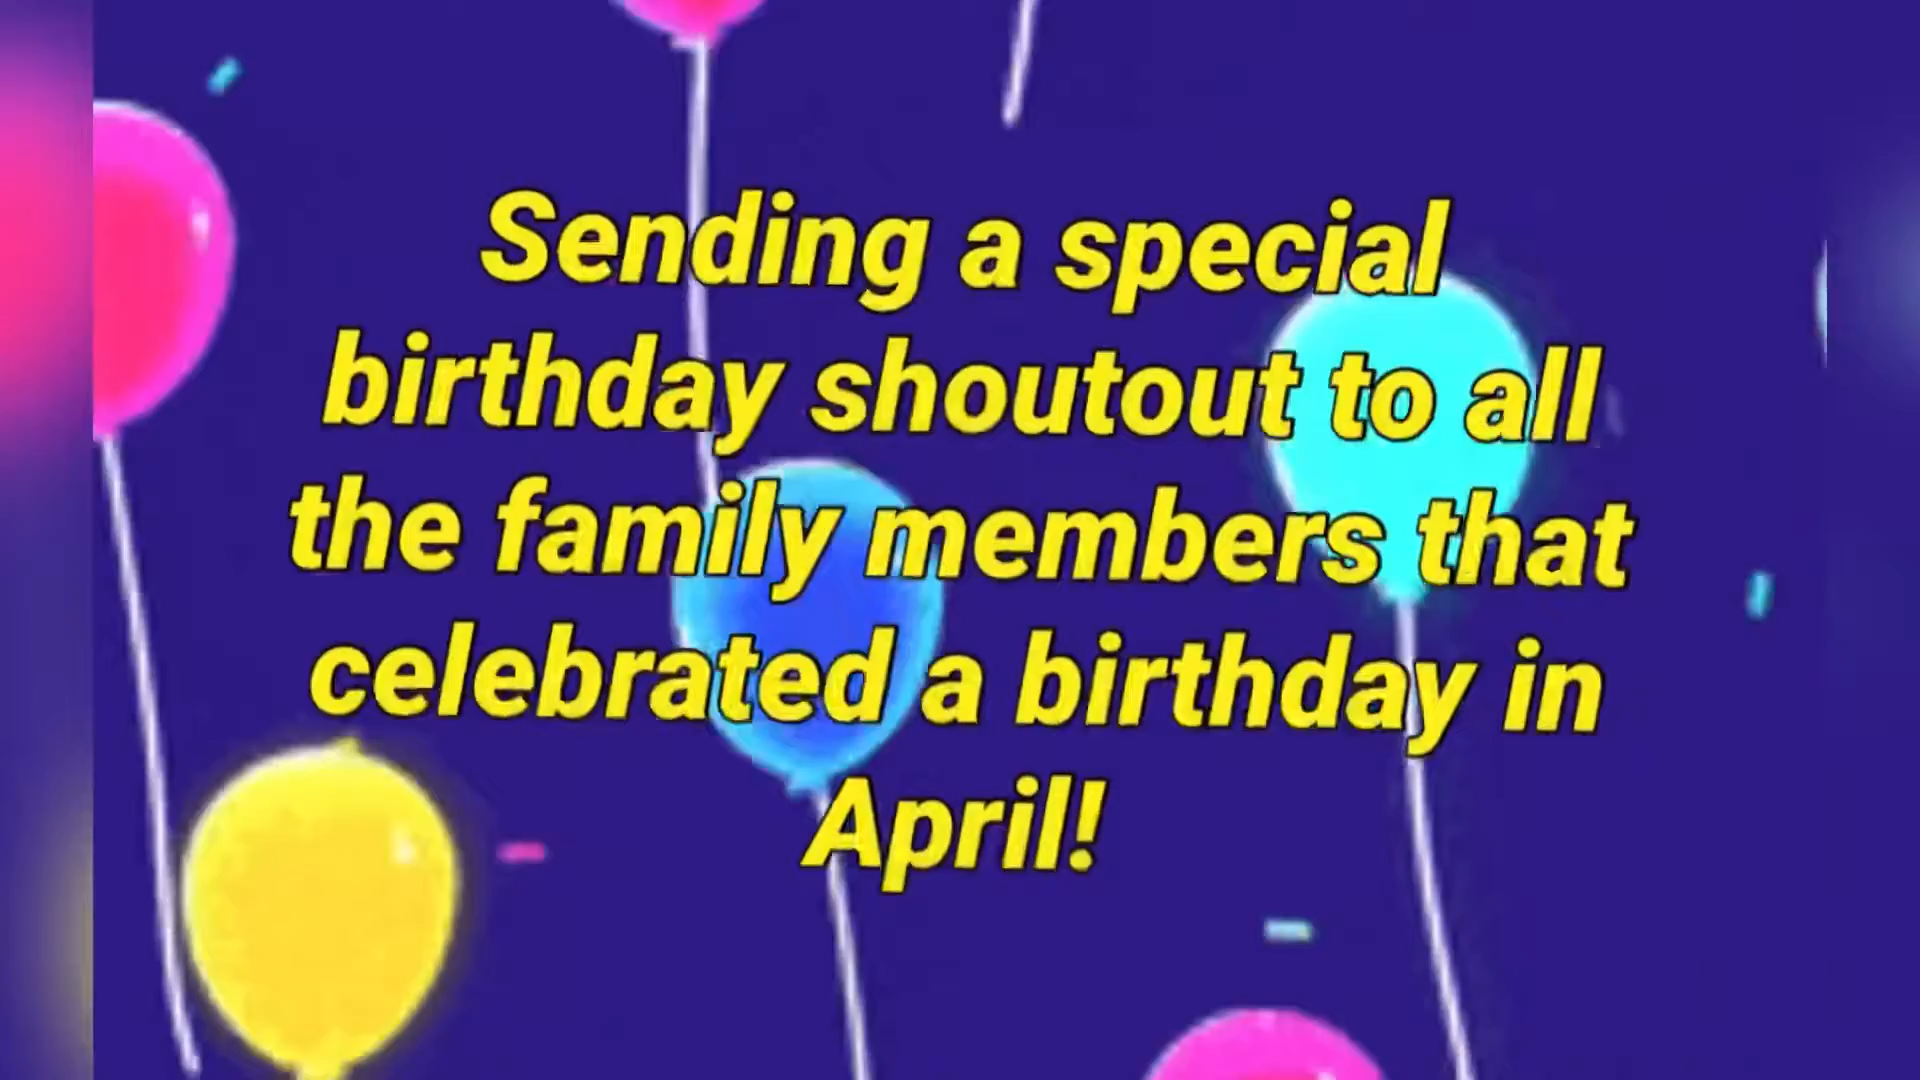 Sending a special
birthday shoutout to all
the family members that
celebrated a birthday in
April!